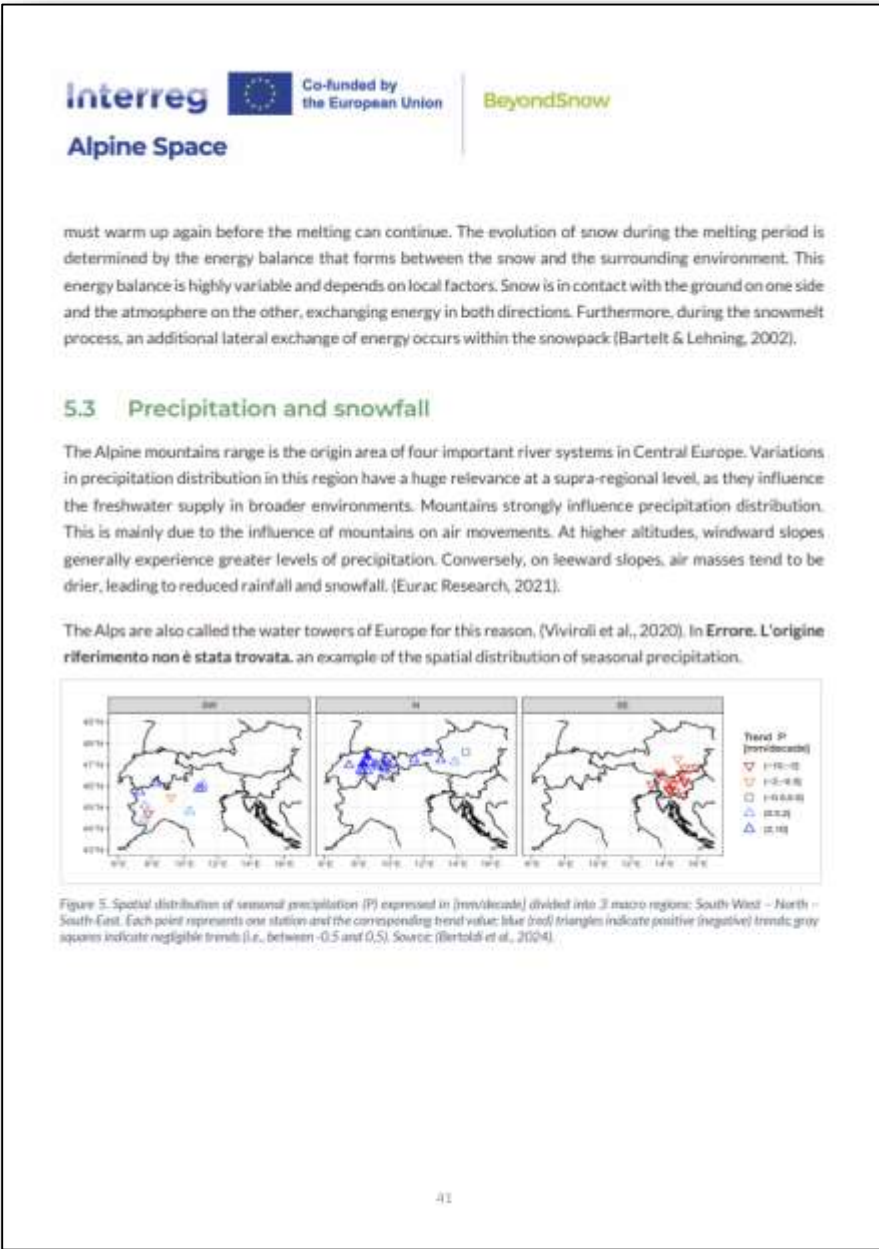 Interreg
Co-funded by
the European Union
BeyondSnow
Alpine Space
must warm up again before the melting can continue. The evolution of snow during the melting period is
determined by the energy balance that forms between the snow and the surrounding environment. This
energy balance is highly variable and depends on local factors. Snow is in contact with the ground on one side
and the atmosphere on the other, exchanging energy in both directions. Furthermore, during the snowmelt
process, an additional lateral exchange of energy occurs within the snowpack (Bartelt & Lehning, 2002).
5.3 Precipitation and snowfall
The Alpine mountains range is the origin area of four important river systems in Central Europe. Variations
in precipitation distribution in this region have a huge relevance at a supra-regional level, as they influence
the freshwater supply in broader environments. Mountains strongly influence precipitation distribution.
This is mainly due to the influence of mountains on air movements. At higher altitudes, windward slopes
generally experience greater levels of precipitation. Conversely, on leeward slopes, air masses tend to be
drier, leading to reduced rainfall and snowfall. (Eurac Research, 2021).
The Alps are also called the water towers of Europe for this reason. (Viviroli et al., 2020). In Errore. L'origine
riferimento non è stata trovata. an example of the spatial distribution of seasonal precipitation.
SW N SE
Trend P
[mm/decade]
Figure 5. Spatial distribution of seasonal precipitation (P) expressed in [mm/decade] divided into 3 macro regions: South-West – North –
South-East. Each point represents one station and the corresponding trend value; blue (red) triangles indicate positive (negative) trends; gray
squares indicate negligible trends (i.e., between -0.5 and 0.5). Source: (Bertoldi et al., 2024).
41